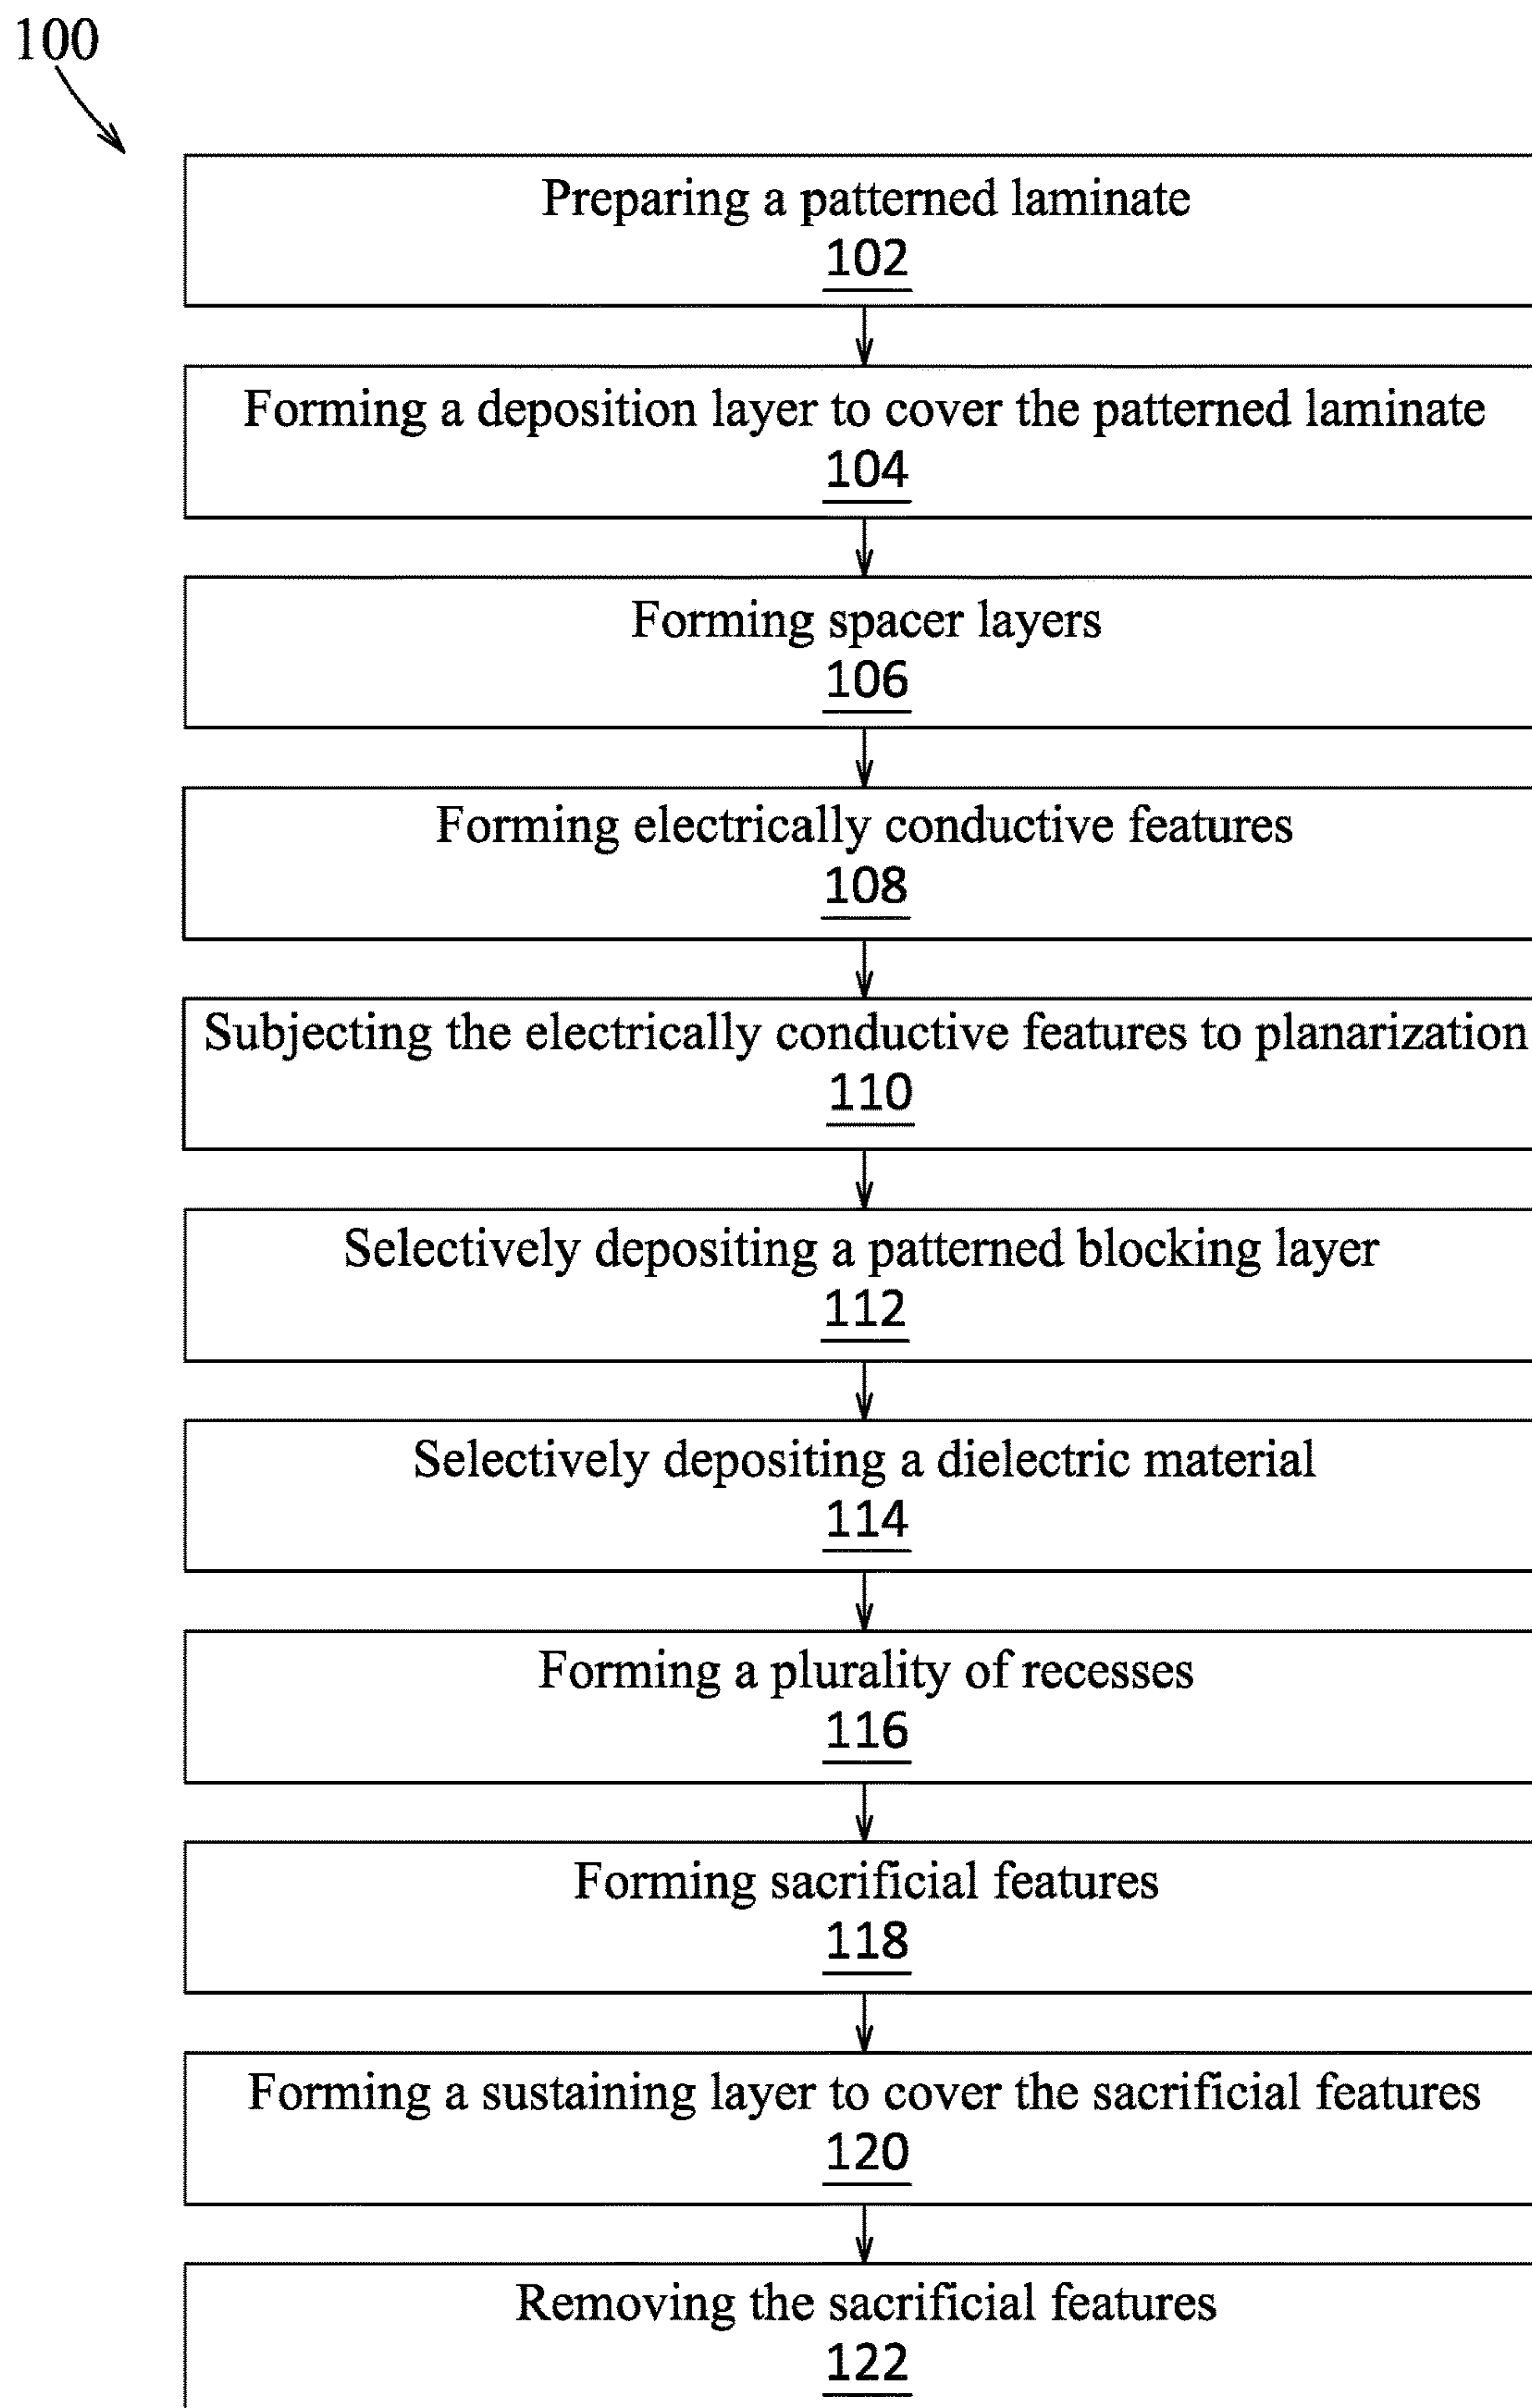 100
Preparing a patterned laminate
102
Forming a deposition layer to cover the patterned laminate
104
Forming spacer layers
106
Forming electrically conductive features
108
Subjecting the electrically conductive features to planarization
110
Selectively depositing a patterned blocking layer
112
Selectively depositing a dielectric material
114
Forming a plurality of recesses
116
Forming sacrificial features
118
Forming a sustaining layer to cover the sacrificial features
120
Removing the sacrificial features
122